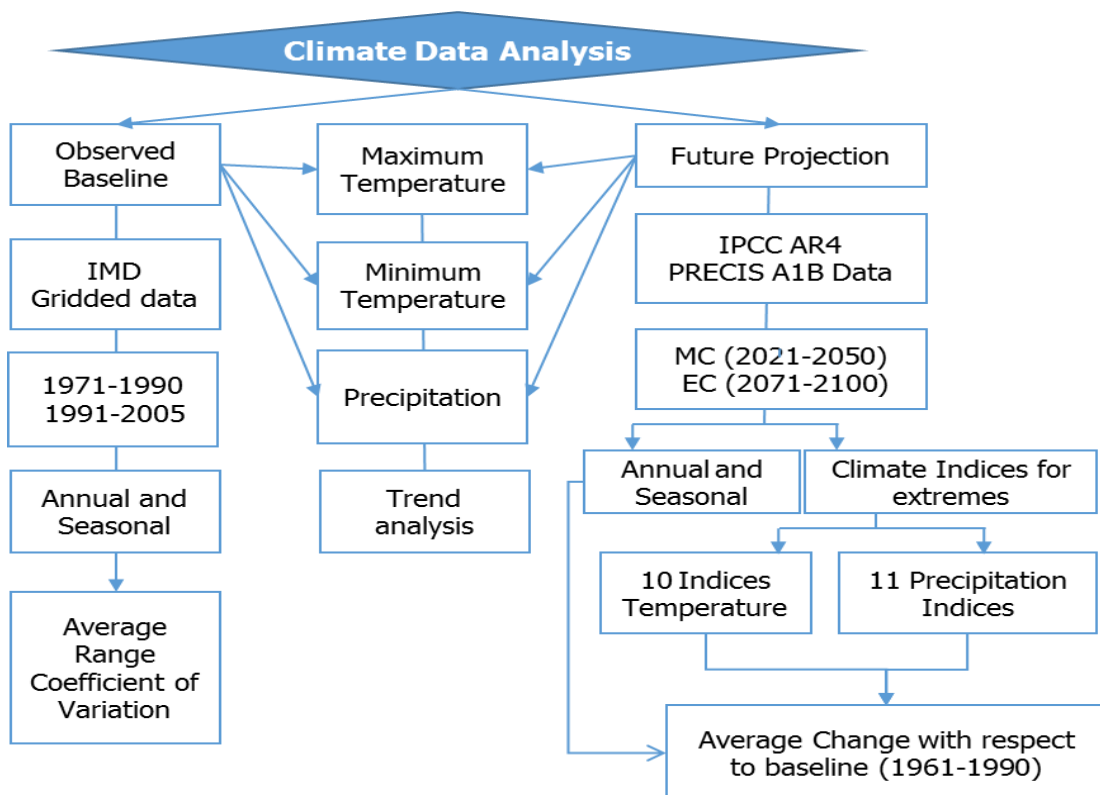 Climate Data Analysis
Observed
Baseline
Maximum
Temperature
Future Projection
IMD
Gridded data
Minimum
Temperature
IPCC AR4
PRECIS A1B Data
1971-1990
1991-2005
Precipitation
MC (2021-2050)
EC (2071-2100)
Annual and
Seasonal
Trend
analysis
Annual and
Seasonal
Climate Indices for
extremes
10 Indices
Temperature
11 Precipitation
Indices
Average
Range
Coefficient of
Variation
Average Change with respect
to baseline (1961-1990)